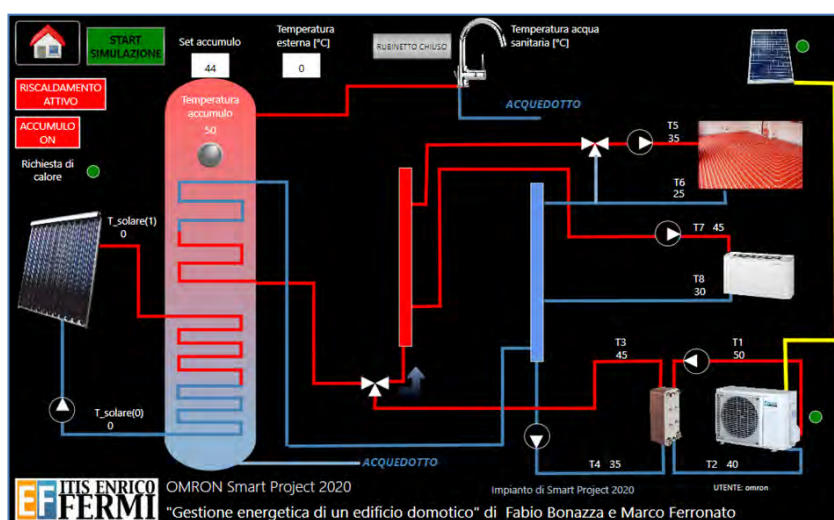 START
SIMULAZIONE
Set accumulo
44
Temperatura
esterna [°C]
0
RUBINETTO CHIUSO
Temperatura acqua
sanitaria [°C]
RISCALDAMENTO
ATTIVO
ACCUMULO
ON
Richiesta di
calore
Temperatura
accumulo
50
ACQUEDOTTO
T5
35
T6
25
T_solare(1)
0
T7 45
T8
30
T3
45
T1
50
T_solare(0)
0
ACQUEDOTTO
T4 35
T2 40
EF ITIS ENRICO
FERMI
OMRON Smart Project 2020
Impianto di Smart Project 2020
UTENTE: omron
"Gestione energetica di un edificio domotico" di Fabio Bonazza e Marco Ferronato